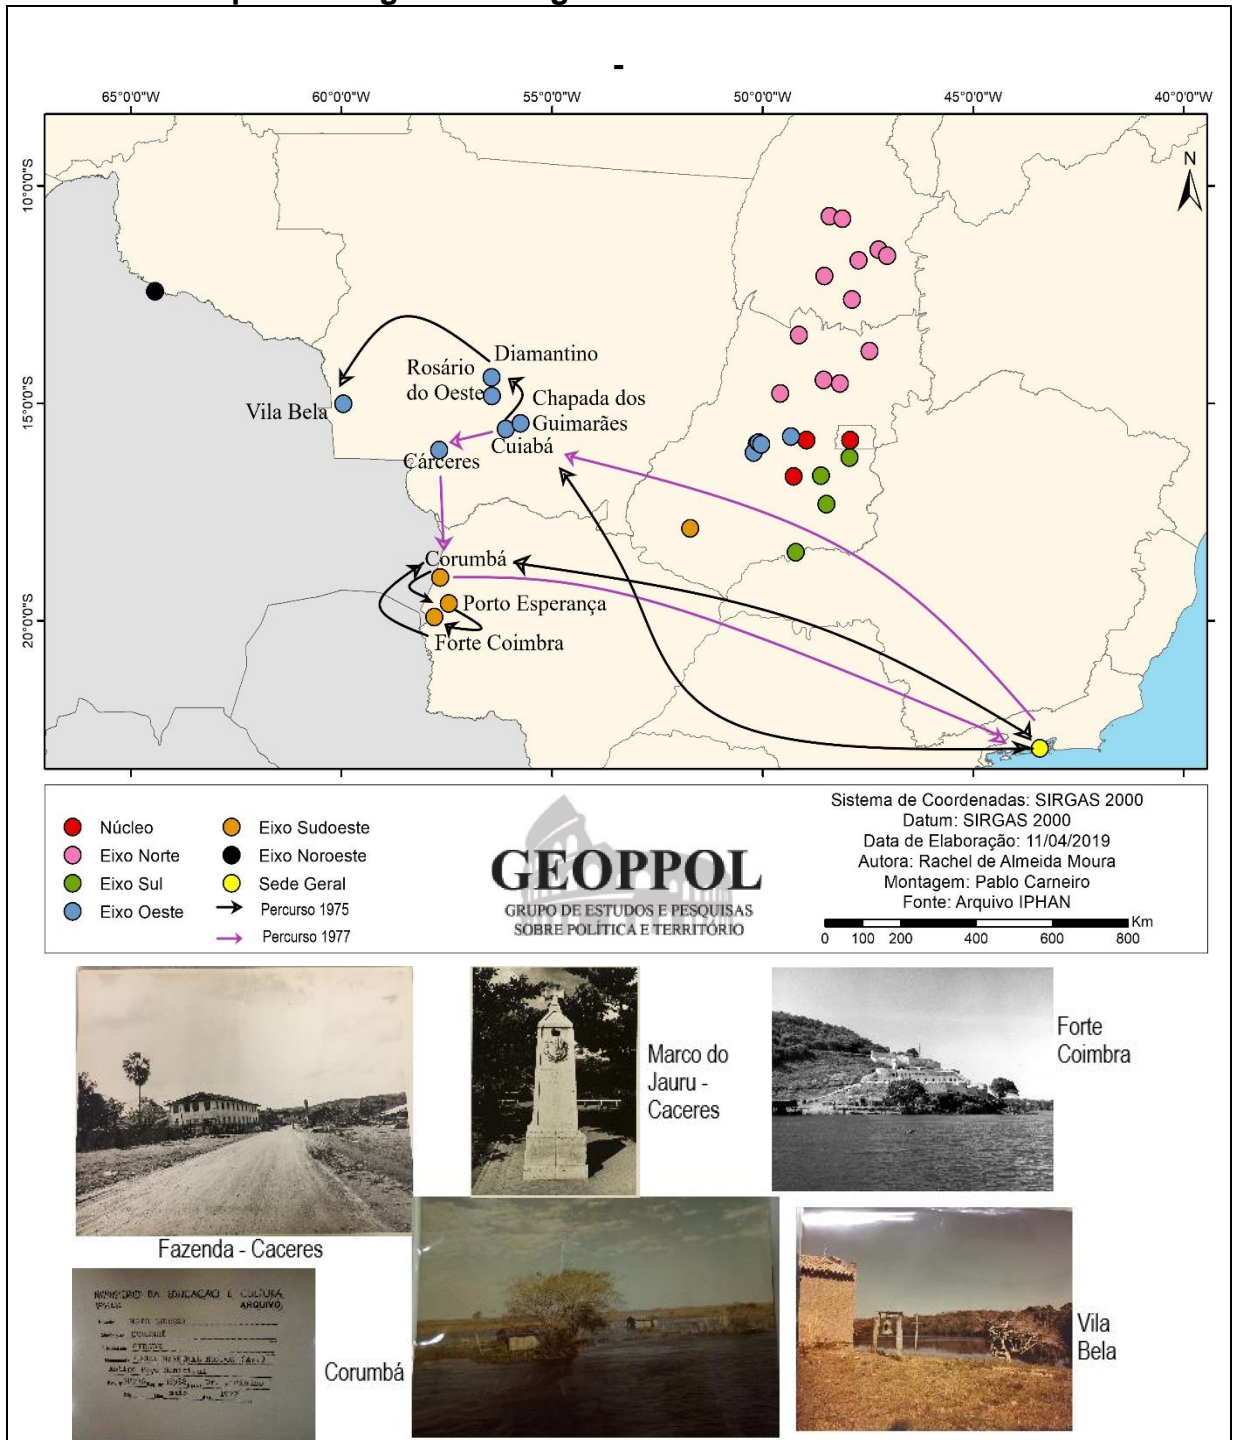 -
65°0'0"W 60°0'0"W 55°0'0"W 50°0'0"W 45°0'0"W 40°0'0"W
10°0'0"S
15°0'0"S
20°0'0"S
N
Diamantino
Rosário
do Oeste
Chapada dos
Guimarães
Vila Bela
Cuiabá
Cárceres
Corumbá
Porto Esperança
Forte Coimbra
Núcleo
Eixo Norte
Eixo Sul
Eixo Oeste
Eixo Sudoeste
Eixo Noroeste
Sede Geral
Percurso 1975
Percurso 1977
GEOPPOL
GRUPO DE ESTUDOS E PESQUISAS
SOBRE POLÍTICA E TERRITÓRIO
Sistema de Coordenadas: SIRGAS 2000
Datum: SIRGAS 2000
Data de Elaboração: 11/04/2019
Autora: Rachel de Almeida Moura
Montagem: Pablo Carneiro
Fonte: Arquivo IPHAN
Km
0 100 200 400 600 800
Marco do
Jauru -
Caceres
Forte
Coimbra
Fazenda - Caceres
DA EDUCAÇÃO E CULTURA
ARQUIVO
MATO GROSSO
CORUMBÁ
Corumbá
Vila
Bela